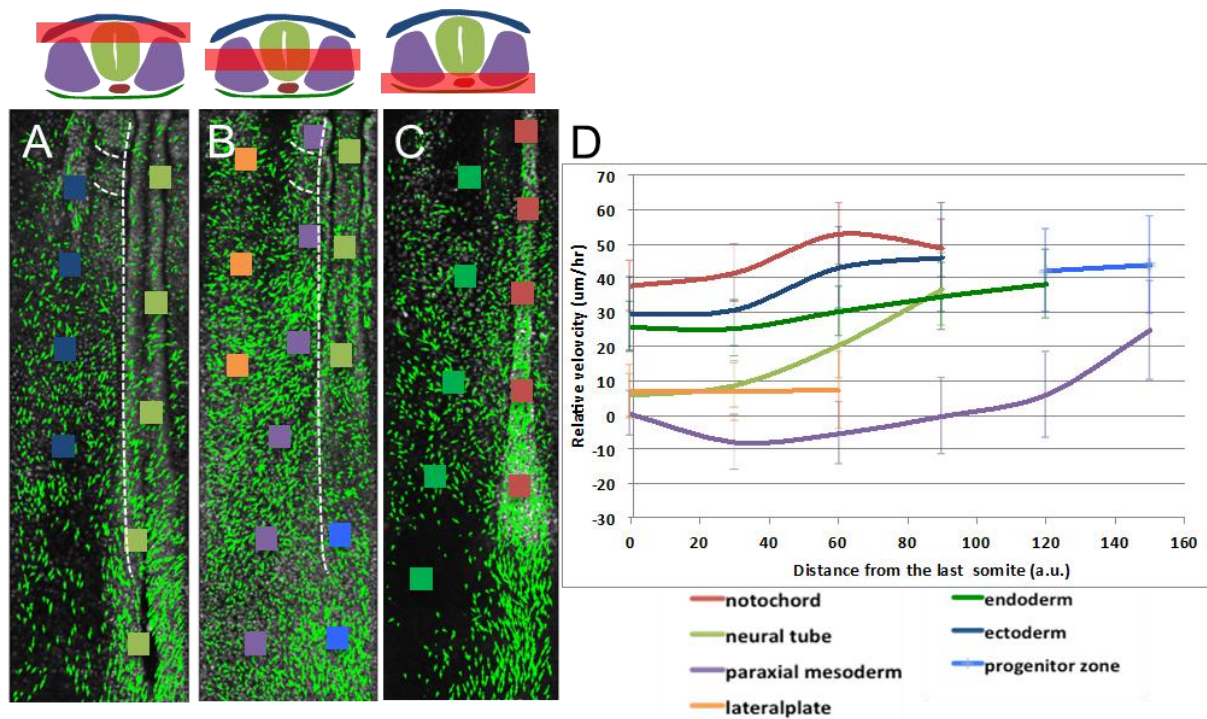 A
B
C
D
70
60
50
40
30
20
10
0
-10
-20
-30
Relative velovcity (um/hr)
0 20 40 60 80 100 120 140 160
Distance from the last somite (a.u.)
notochord
neural tube
paraxial mesoderm
lateralplate
endoderm
ectoderm
progenitor zone